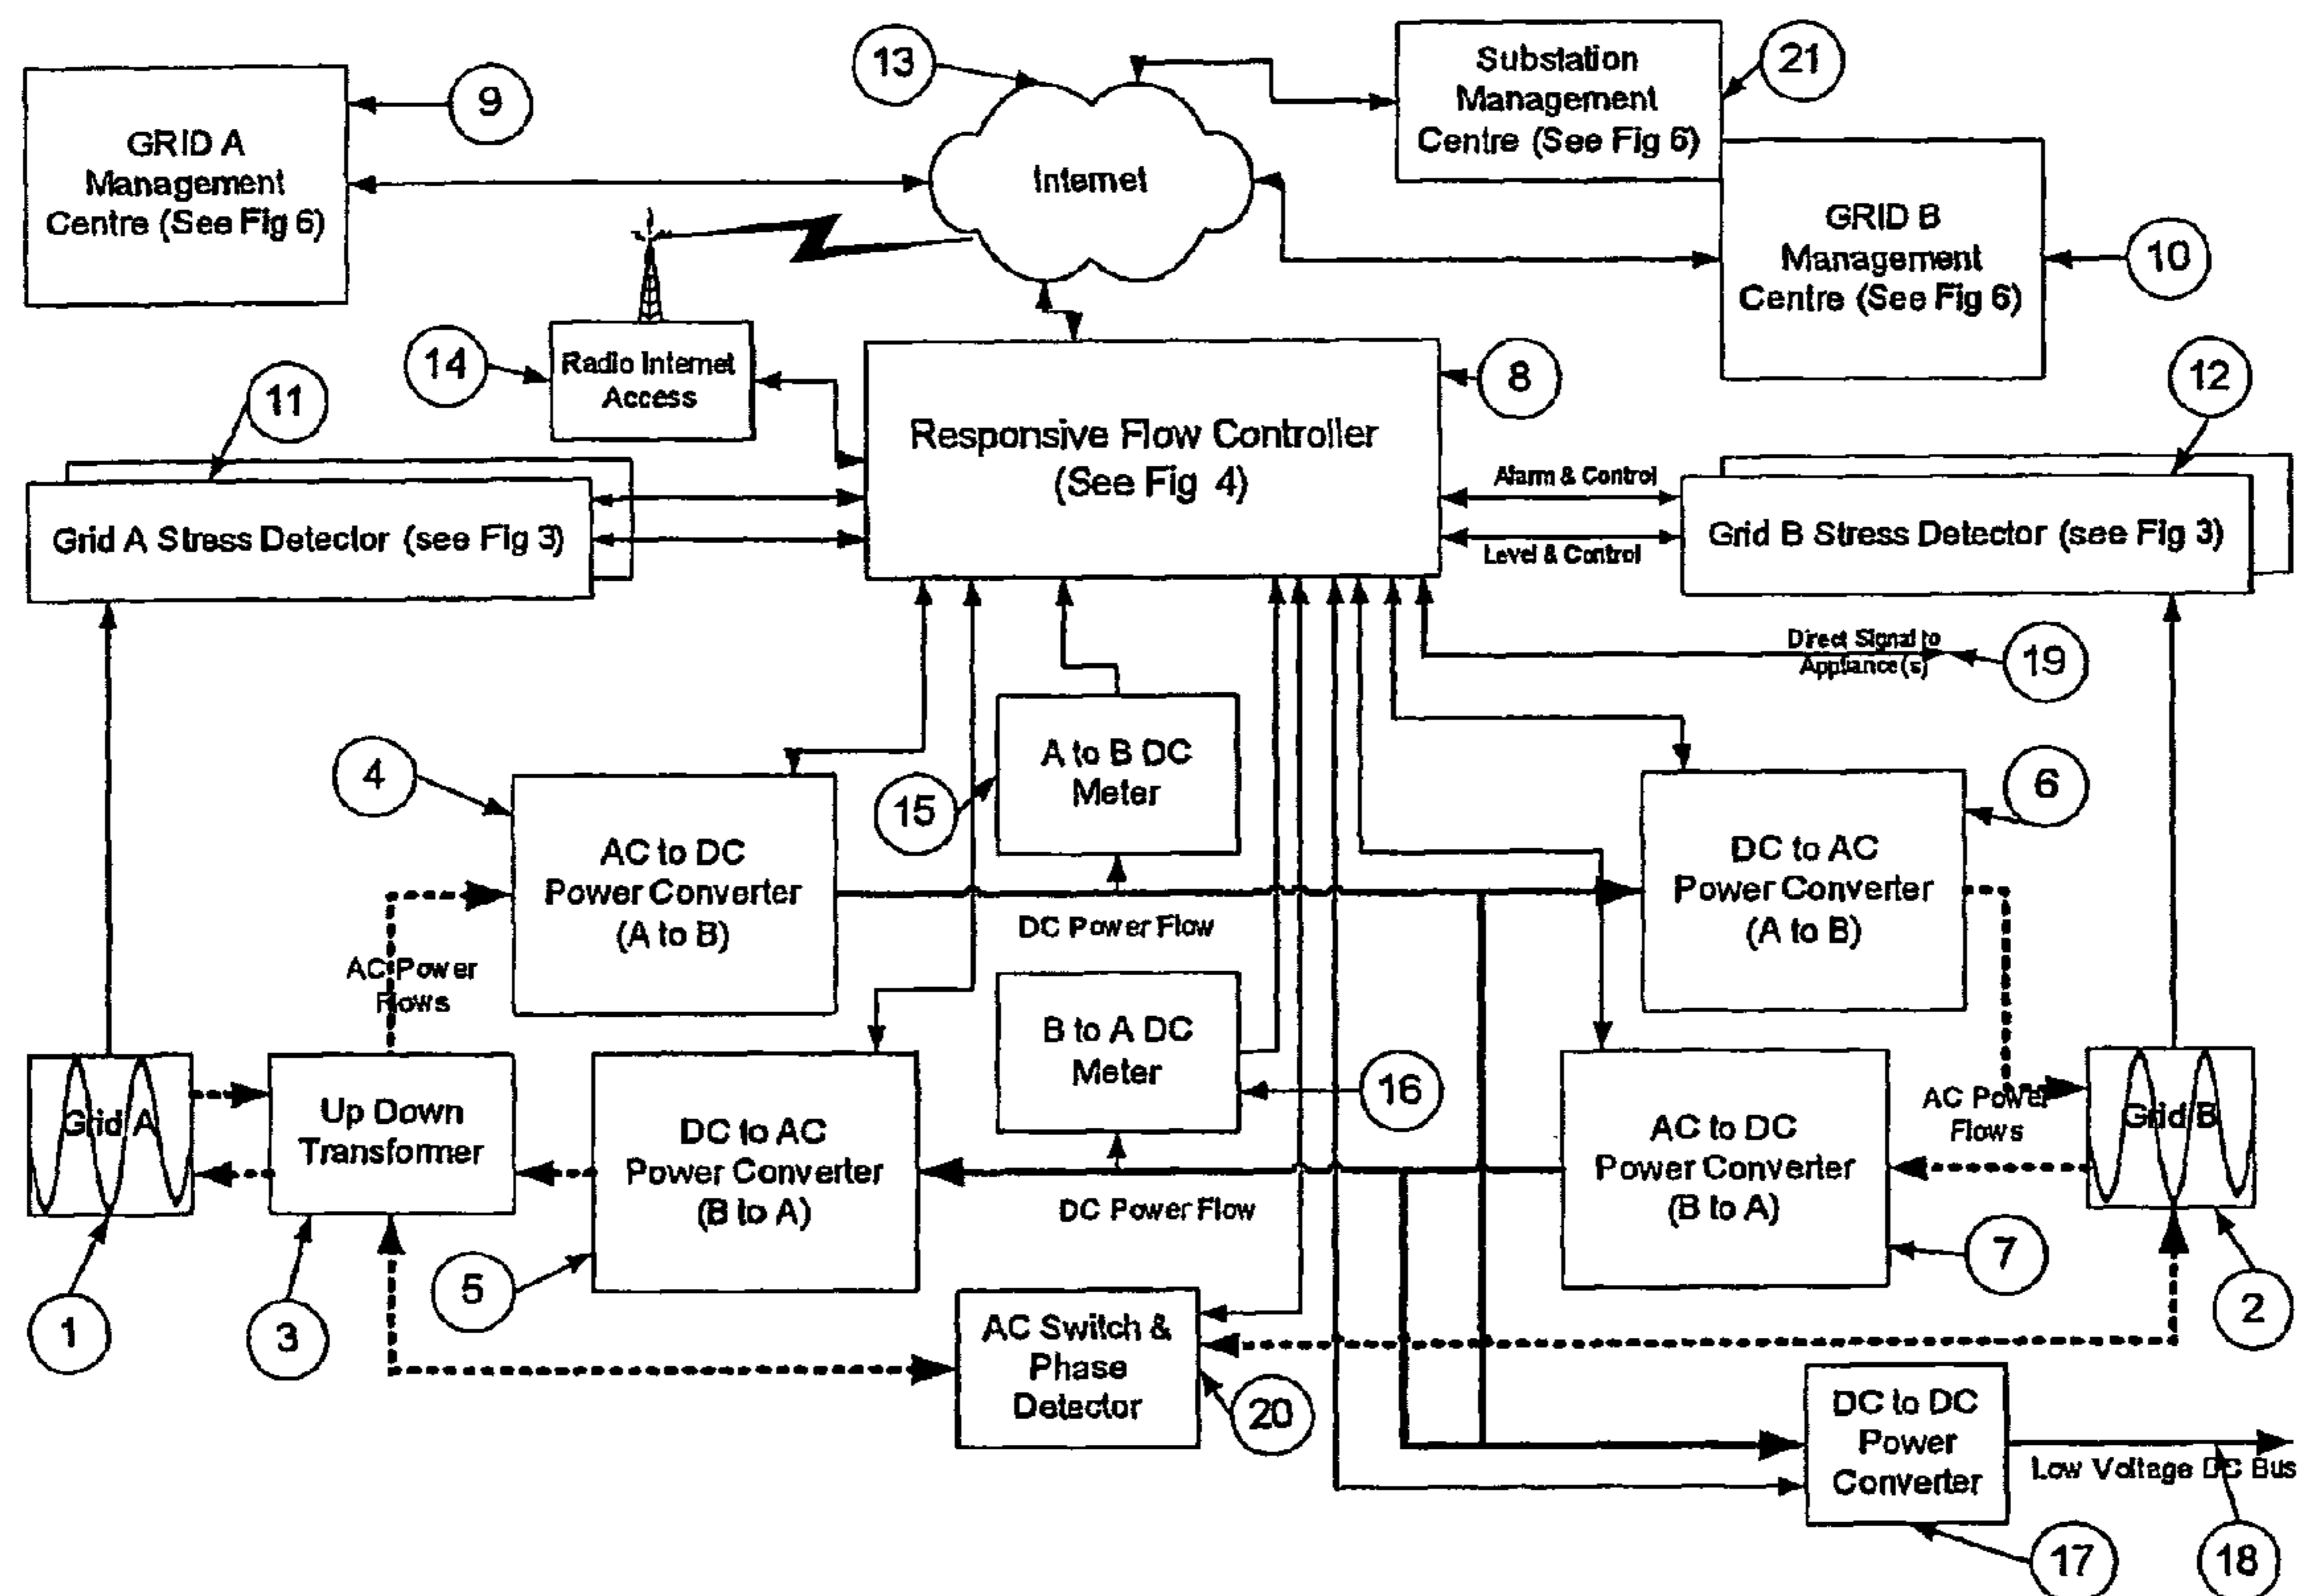 13
Substation
Management
Centre (See Fig 6)
21
9
GRID A
Management
Centre (See Fig 6)
Internet
GRID B
Management
Centre (See Fig 6)
10
14
Radio Internet
Access
8
12
11
Responsive Flow Controller
(See Fig 4)
Alarm & Control
Level & Control
Grid A Stress Detector (see Fig 3)
Grid B Stress Detector (see Fig 3)
Direct Signal to
Appliance(s)
19
4
A to B DC
Meter
15
6
AC to DC
Power Converter
(A to B)
DC to AC
Power Converter
(A to B)
DC Power Flow
AC Power
Flows
B to A DC
Meter
16
Grid A
Up Down
Transformer
DC to AC
Power Converter
(B to A)
AC to DC
Power Converter
(B to A)
AC Power
Flows
Grid B
DC Power Flow
7
5
1
3
2
AC Switch &
Phase
Detector
20
DC to DC
Power
Converter
Low Voltage DC Bus
17
18